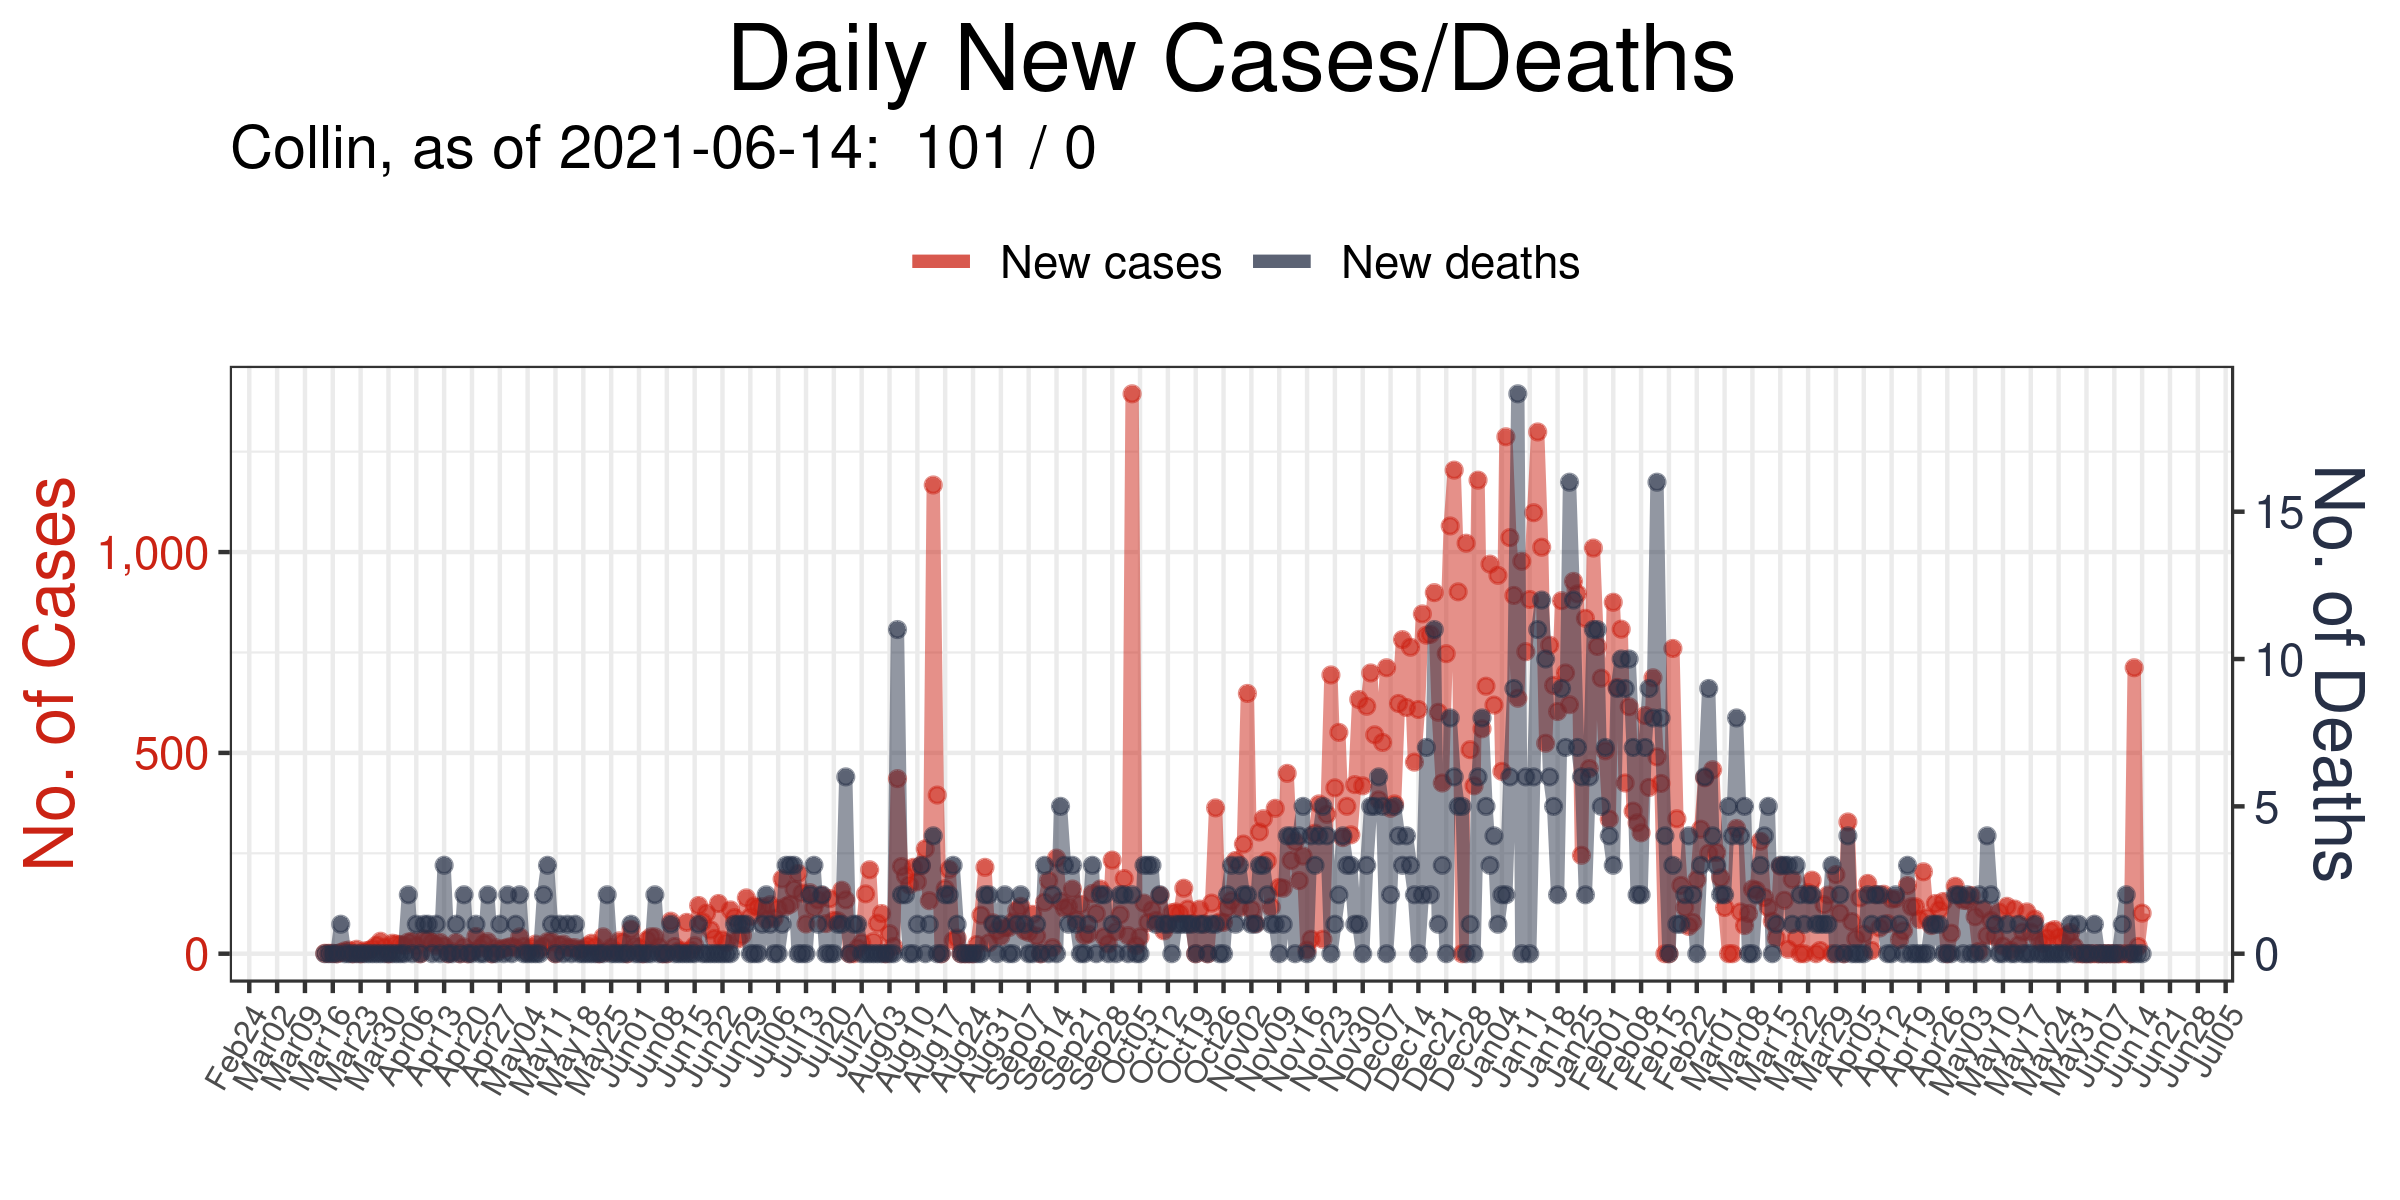 Daily New Cases/Deaths
Collin, as of 2021-06-14:  101 / 0
New cases
New deaths
No. of Cases
1,000
500
0
15
10
5
0
No. of Deaths
Feb24
Mar02
Mar09
Mar16
Mar23
Mar30
Apr06
Apr13
Apr20
Apr27
May04
May11
May18
May25
Jun01
Jun08
Jun15
Jun22
Jun29
Jul06
Jul13
Jul20
Jul27
Aug03
Aug10
Aug17
Aug24
Aug31
Sep07
Sep14
Sep21
Sep28
Oct05
Oct12
Oct19
Oct26
Nov02
Nov09
Nov16
Nov23
Nov30
Dec07
Dec14
Dec21
Dec28
Jan04
Jan11
Jan18
Jan25
Feb01
Feb08
Feb15
Feb22
Mar01
Mar08
Mar15
Mar22
Mar29
Apr05
Apr12
Apr19
Apr26
May03
May10
May17
May24
May31
Jun07
Jun14
Jun21
Jun28
Jul05